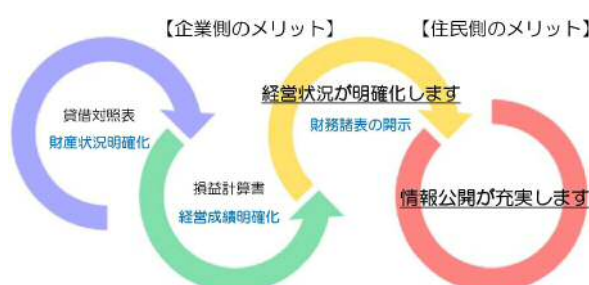 【企業側のメリット】
【住民側のメリット】
貸借対照表
財産状況明確化
損益計算書
経営成績明確化
経営状況が明確化します
財務諸表の開示
情報公開が充実します